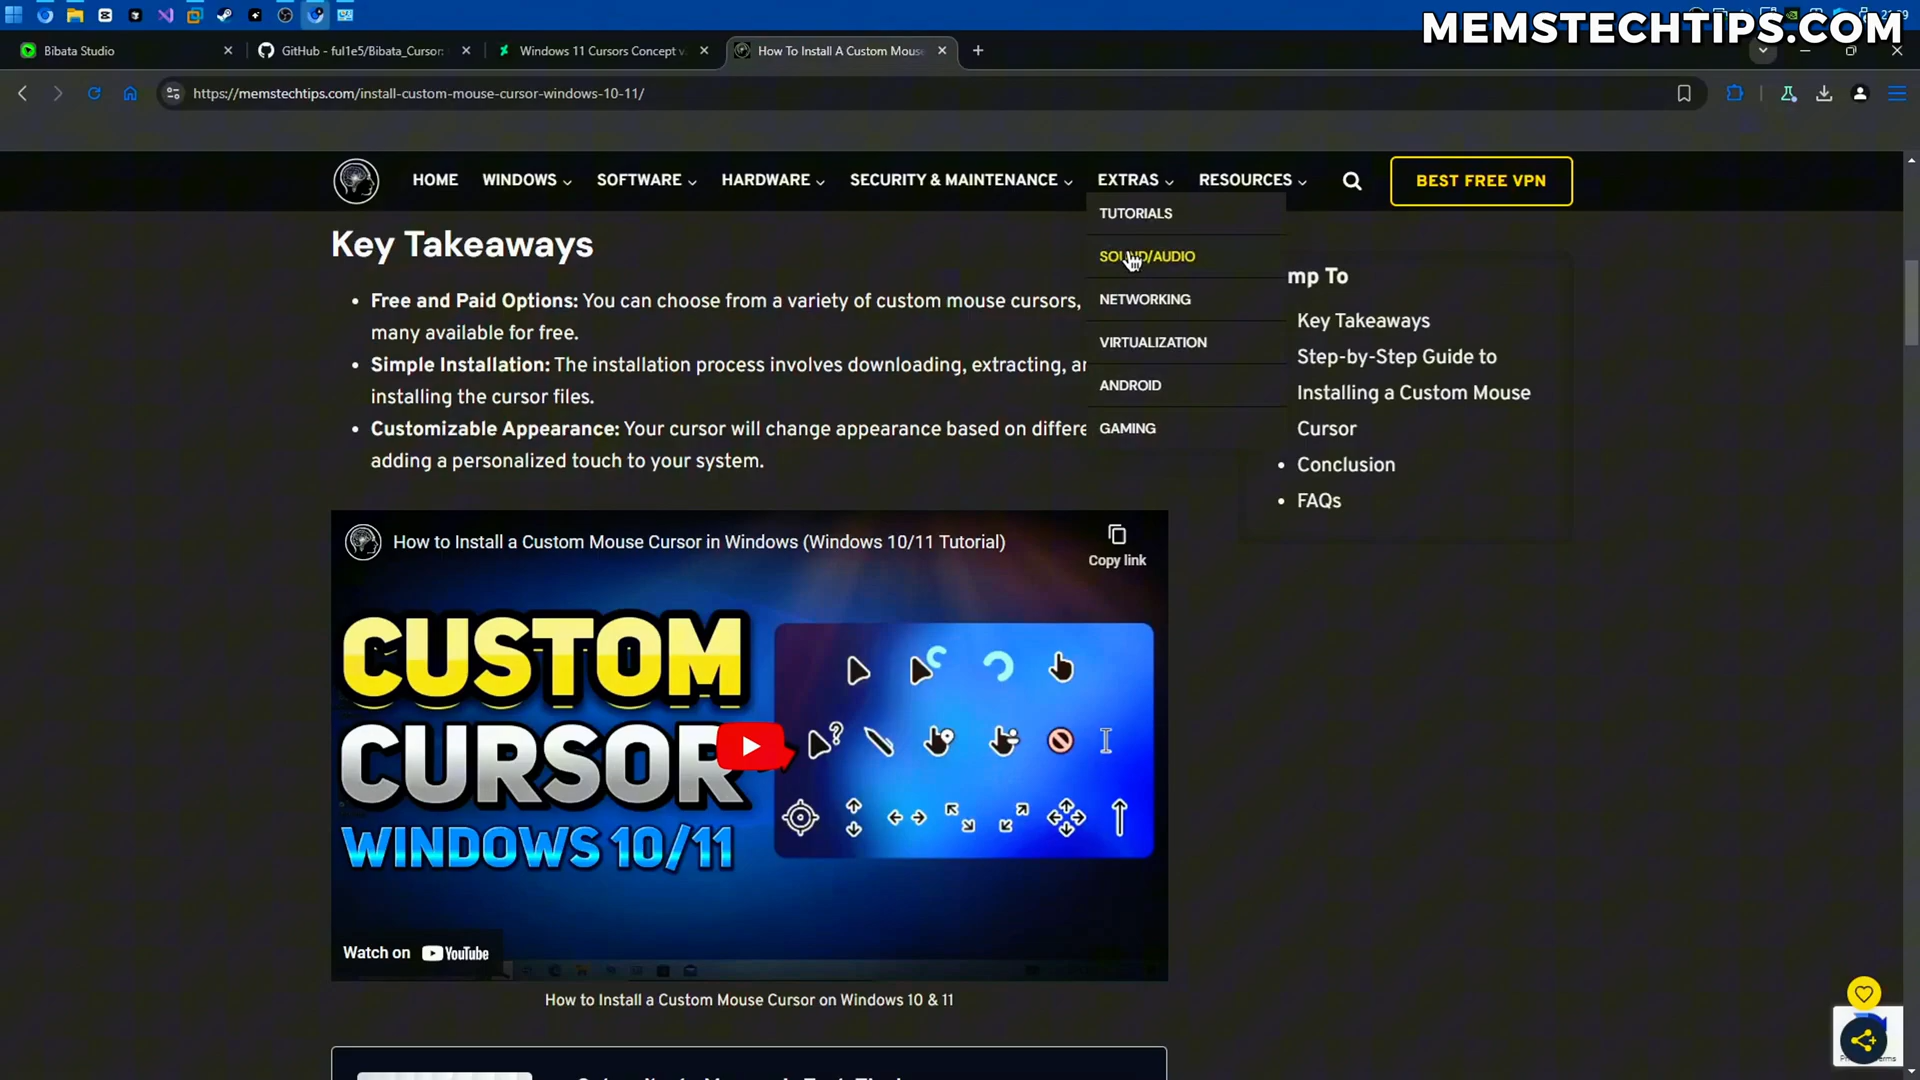 MEMSTECHTIPS.COM
Bibata Studio
GitHub - ful1e5/Bibata_Cursor:
Windows 11 Cursors Concept v
How To Install A Custom Mouse
https://memstechtips.com/install-custom-mouse-cursor-windows-10-11/
HOME
WINDOWS
SOFTWARE
HARDWARE
SECURITY & MAINTENANCE
EXTRAS
RESOURCES
BEST FREE VPN
TUTORIALS
SOUND/AUDIO
NETWORKING
VIRTUALIZATION
ANDROID
GAMING
Key Takeaways
Free and Paid Options: You can choose from a variety of custom mouse cursors,
many available for free.
Simple Installation: The installation process involves downloading, extracting, an
installing the cursor files.
Customizable Appearance: Your cursor will change appearance based on differe
adding a personalized touch to your system.
mp To
Key Takeaways
Step-by-Step Guide to
Installing a Custom Mouse
Cursor
Conclusion
FAQs
How to Install a Custom Mouse Cursor in Windows (Windows 10/11 Tutorial)
Copy link
CUSTOM
CURSOR
WINDOWS 10/11
Watch on YouTube
How to Install a Custom Mouse Cursor on Windows 10 & 11